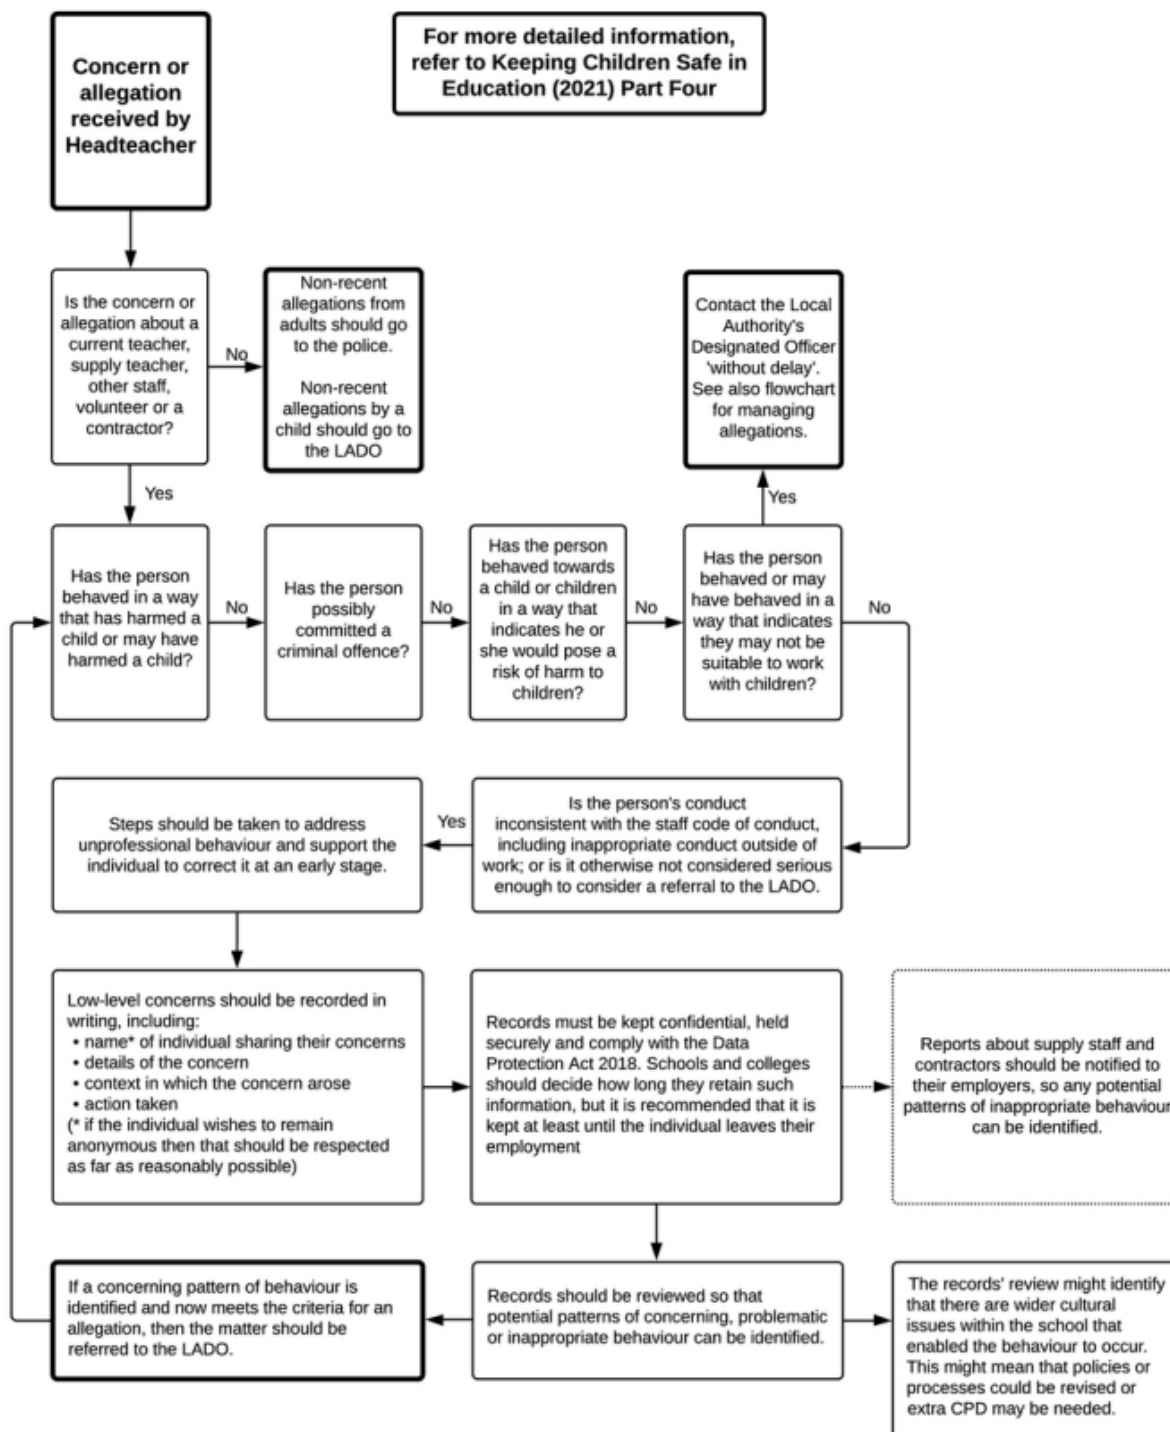 Concern or
allegation
received by
Headteacher
For more detailed information,
refer to Keeping Children Safe in
Education (2021) Part Four
Is the concern or
allegation about a
current teacher,
supply teacher,
other staff,
volunteer or a
contractor?
No
Non-recent
allegations from
adults should go
to the police.
Non-recent
allegations by a
child should go to
the LADO
Contact the Local
Authority's
Designated Officer
'without delay'.
See also flowchart
for managing
allegations.
Yes
Yes
Has the person
behaved in a way
that has harmed a
child or may have
harmed a child?
No
Has the person
possibly
committed a
criminal offence?
No
Has the person
behaved towards
a child or children
in a way that
indicates he or
she would pose a
risk of harm to
children?
No
Has the person
behaved or may
have behaved in a
way that indicates
they may not be
suitable to work
with children?
No
Steps should be taken to address
unprofessional behaviour and support the
individual to correct it at an early stage.
Yes
Is the person's conduct
inconsistent with the staff code of conduct,
including inappropriate conduct outside of
work; or is it otherwise not considered serious
enough to consider a referral to the LADO.
Low-level concerns should be recorded in
writing, including:
• name* of individual sharing their concerns
• details of the concern
• context in which the concern arose
• action taken
(* if the individual wishes to remain
anonymous then that should be respected
as far as reasonably possible)
Records must be kept confidential, held
securely and comply with the Data
Protection Act 2018. Schools and colleges
should decide how long they retain such
information, but it is recommended that it is
kept at least until the individual leaves their
employment
Reports about supply staff and
contractors should be notified to
their employers, so any potential
patterns of inappropriate behaviour
can be identified.
If a concerning pattern of behaviour is
identified and now meets the criteria for an
allegation, then the matter should be
referred to the LADO.
Records should be reviewed so that
potential patterns of concerning, problematic
or inappropriate behaviour can be identified.
The records' review might identify
that there are wider cultural
issues within the school that
enabled the behaviour to occur.
This might mean that policies or
processes could be revised or
extra CPD may be needed.